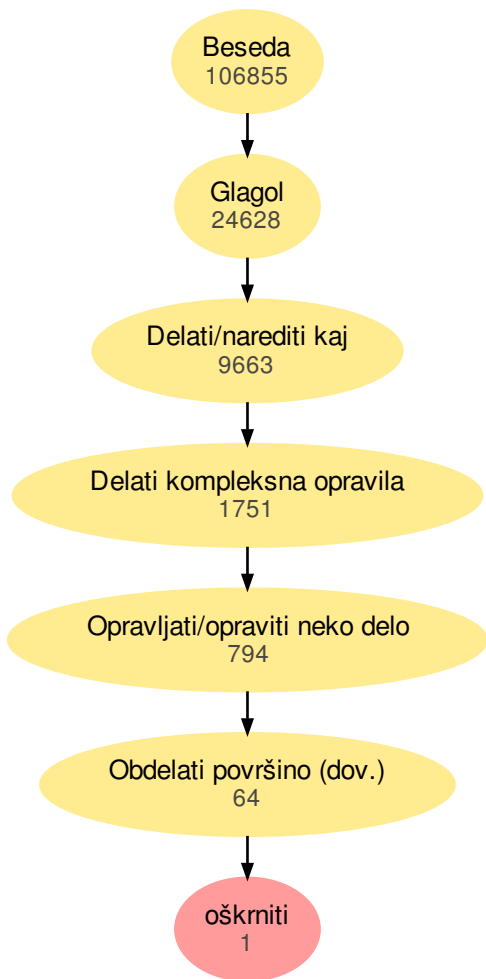 Beseda
106855
Glagol
24628
Delati/narediti kaj
9663
Delati kompleksna opravila
1751
Opravljati/opraviti neko delo
794
Obdelati površino (dov.)
64
oškrniti
1